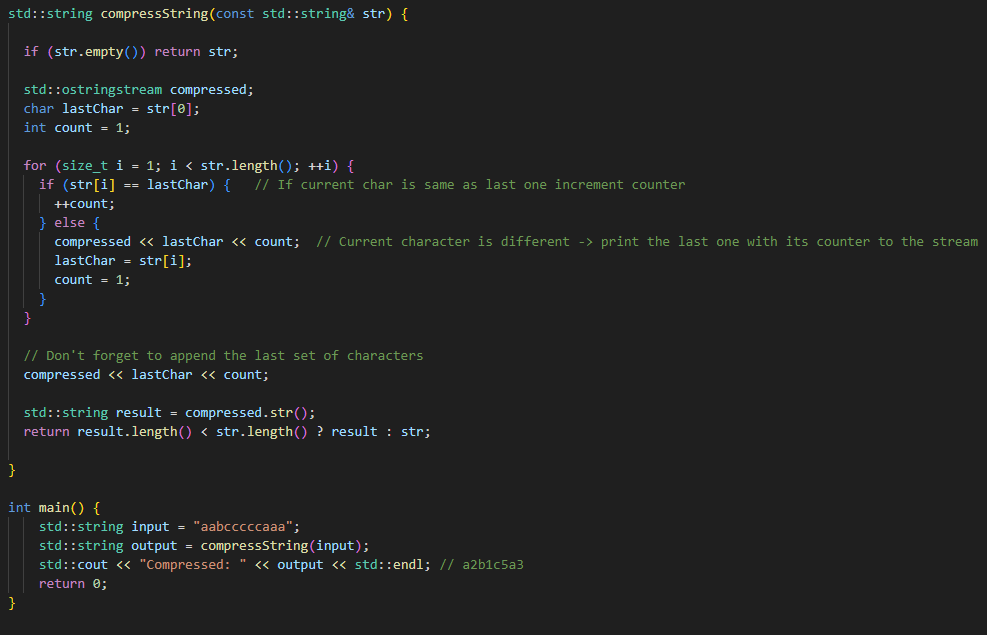 std::string compressString(const std::string& str) {
if (str.empty()) return str;
std::ostringstream compressed;
char lastChar = str[0];
int count = 1;
for (size_t i = 1; i < str.length(); ++i) {
if (str[i] == lastChar) {   // If current char is same as last one increment counter
++count;
} else {
compressed << lastChar << count;  // Current character is different -> print the last one with its counter to the stream
lastChar = str[i];
count = 1;
}
}
// Don't forget to append the last set of characters
compressed << lastChar << count;
std::string result = compressed.str();
return result.length() < str.length() ? result : str;
}
int main() {
std::string input = "aabcccccaaa";
std::string output = compressString(input);
std::cout << "Compressed: " << output << std::endl; // a2b1c5a3
return 0;
}